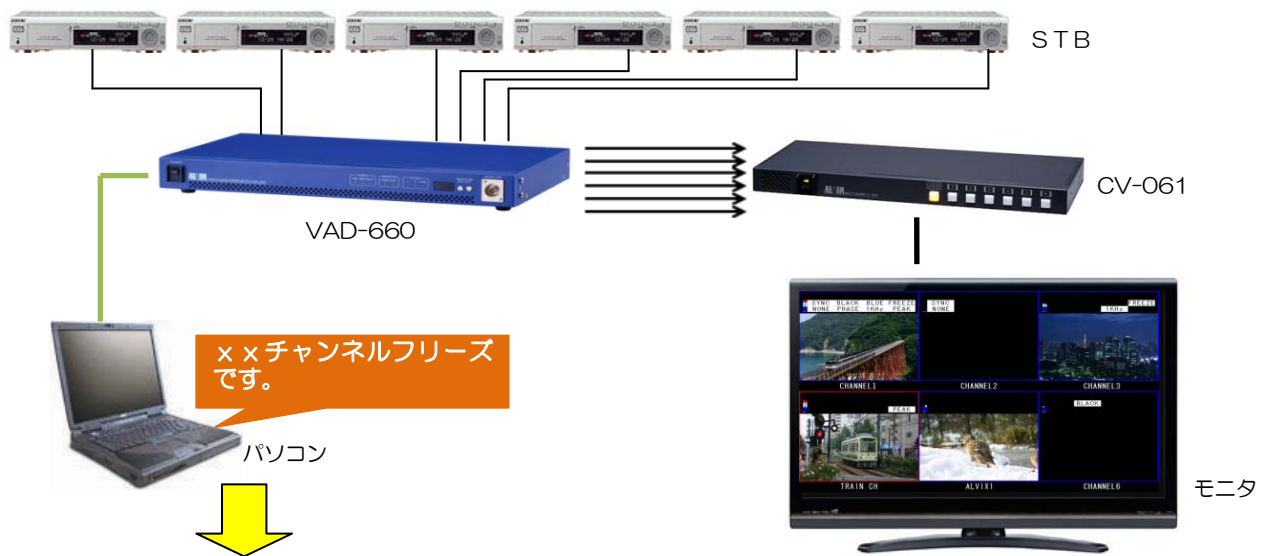 STB
CV-061
VAD-660
××チャンネルフリーズ
です。
パソコン
SYNC BLACK BLUE FREEZE
NONE PHASE 1KHz PEAK
SYNC
NONE
FREEZE
1KHz
CHANNEL1
CHANNEL2
CHANNEL3
PEAK
BLACK
TRAIN CH
ALVIX1
CHANNEL6
モニタ